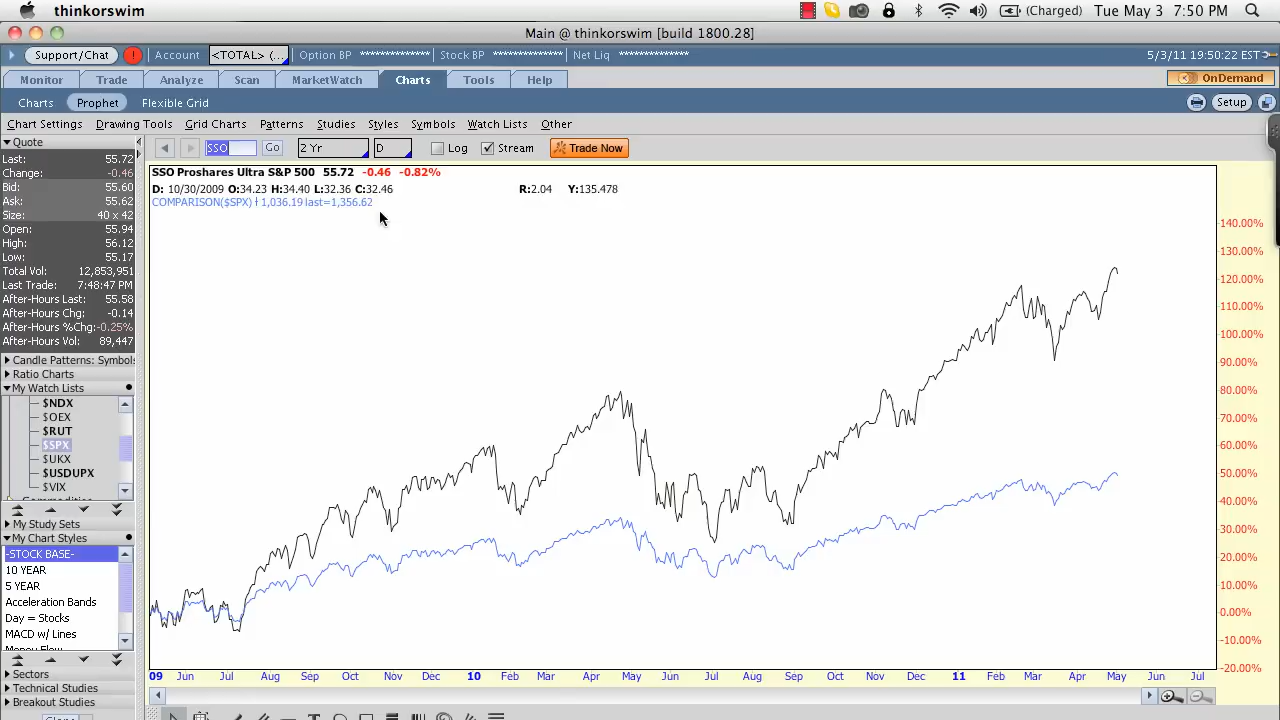 thinkorswim (Charged) Tue May 3 7:50 PM
Main @ thinkorswim [build 1800.28]
Support/Chat ! Account <TOTAL> (... Option BP ************** Stock BP ************** Net Liq ************** 5/3/11 19:50:22 EST
Monitor Trade Analyze Scan MarketWatch Charts Tools Help OnDemand
Charts Prophet Flexible Grid Setup
Chart Settings Drawing Tools Grid Charts Patterns Studies Styles Symbols Watch Lists Other
Quote
SSO Go 2 Yr D Log Stream Trade Now
Last: 55.72
Change: -0.46
Bid: 55.60
Ask: 55.62
Size: 40 x 42
Open: 55.94
High: 56.12
Low: 55.17
Total Vol: 12,853,951
Last Trade: 7:48:47 PM
After-Hours Last: 55.58
After-Hours Chg: -0.14
After-Hours %Chg: -0.25%
After-Hours Vol: 89,447
Candle Patterns: Symbols
Ratio Charts
My Watch Lists
$NDX
$OEX
$RUT
$SPX
$UKX
$USDUPX
$VIX
My Study Sets
My Chart Styles
-STOCK BASE-
10 YEAR
5 YEAR
Acceleration Bands
Day = Stocks
MACD w/ Lines
Sectors
Technical Studies
Breakout Studies
SSO Proshares Ultra S&P 500 55.72 -0.46 -0.82%
D: 10/30/2009 O:34.23 H:34.40 L:32.36 C:32.46 R:2.04 Y:135.478
COMPARISON($SPX) 1,036.19 last=1,356.62
140.00%
130.00%
120.00%
110.00%
100.00%
90.00%
80.00%
70.00%
60.00%
50.00%
40.00%
30.00%
20.00%
10.00%
0.00%
-10.00%
-20.00%
09 Jun Jul Aug Sep Oct Nov Dec 10 Feb Mar Apr May Jun Jul Aug Sep Oct Nov Dec 11 Feb Mar Apr May Jun Jul